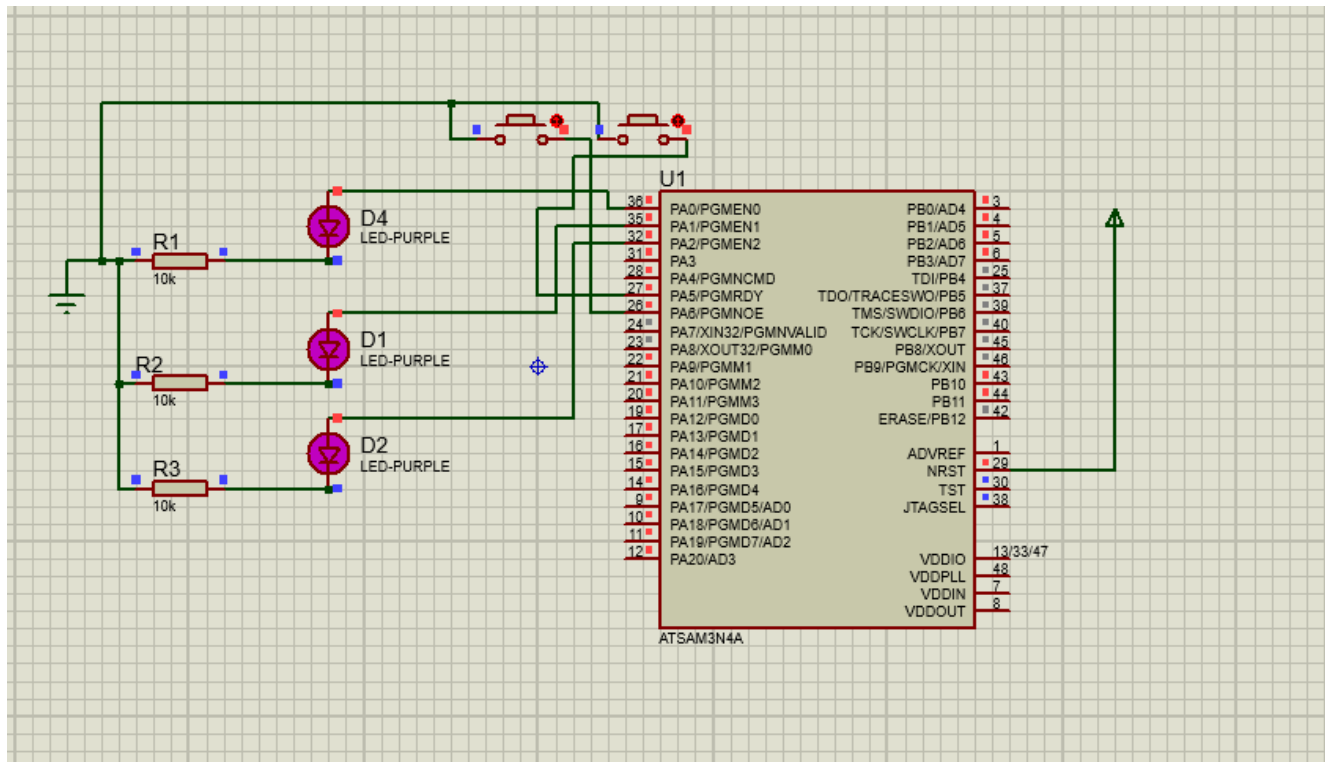 U1
D4
LED-PURPLE
R1
10k
D1
LED-PURPLE
R2
10k
D2
LED-PURPLE
R3
10k
36 PA0/PGMEN0
35 PA1/PGMEN1
32 PA2/PGMEN2
31 PA3
28 PA4/PGMNCMD
27 PA5/PGMRDY
26 PA6/PGMNOE
24 PA7/XIN32/PGMNVALID
23 PA8/XOUT32/PGMM0
22 PA9/PGMM1
21 PA10/PGMM2
20 PA11/PGMM3
19 PA12/PGMD0
17 PA13/PGMD1
16 PA14/PGMD2
15 PA15/PGMD3
14 PA16/PGMD4
9 PA17/PGMD5/AD0
10 PA18/PGMD6/AD1
11 PA19/PGMD7/AD2
12 PA20/AD3
PB0/AD4 3
PB1/AD5 4
PB2/AD6 5
PB3/AD7 6
TDI/PB4 25
TDO/TRACESWO/PB5 37
TMS/SWDIO/PB6 39
TCK/SWCLK/PB7 40
PB8/XOUT 45
PB9/PGMCK/XIN 46
PB10 43
PB11 44
ERASE/PB12 42
ADVREF 1
NRST 29
TST 30
JTAGSEL 38
VDDIO 13/33/47
VDDPLL 48
VDDIN 7
VDDOUT 8
ATSAM3N4A